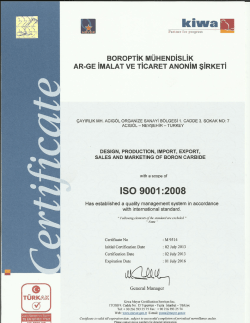 kiwa
Partner for progress
BOROPTİK MÜHENDİSLİK
AR-GE İMALAT VE TİCARET ANONİM ŞİRKETİ
ÇAYIRLIK MH. ACIGÖL ORGANİZE SANAYİ BÖLGESİ 1. CADDE 3. SOKAK NO: 7
ACIGÖL – NEVŞEHİR – TURKEY
DESIGN, PRODUCTION, IMPORT, EXPORT,
SALES AND MARKETING OF BORON CARBIDE
with a scope of
ISO 9001:2008
Has established a quality management system in accordance
with international standard.
Certificate No
Initial Certification Date : 02 July 2013
Certification Date : 02 July 2013
Expiration Date : 01 July 2016
General Manager
Certificate
TÜRKAK